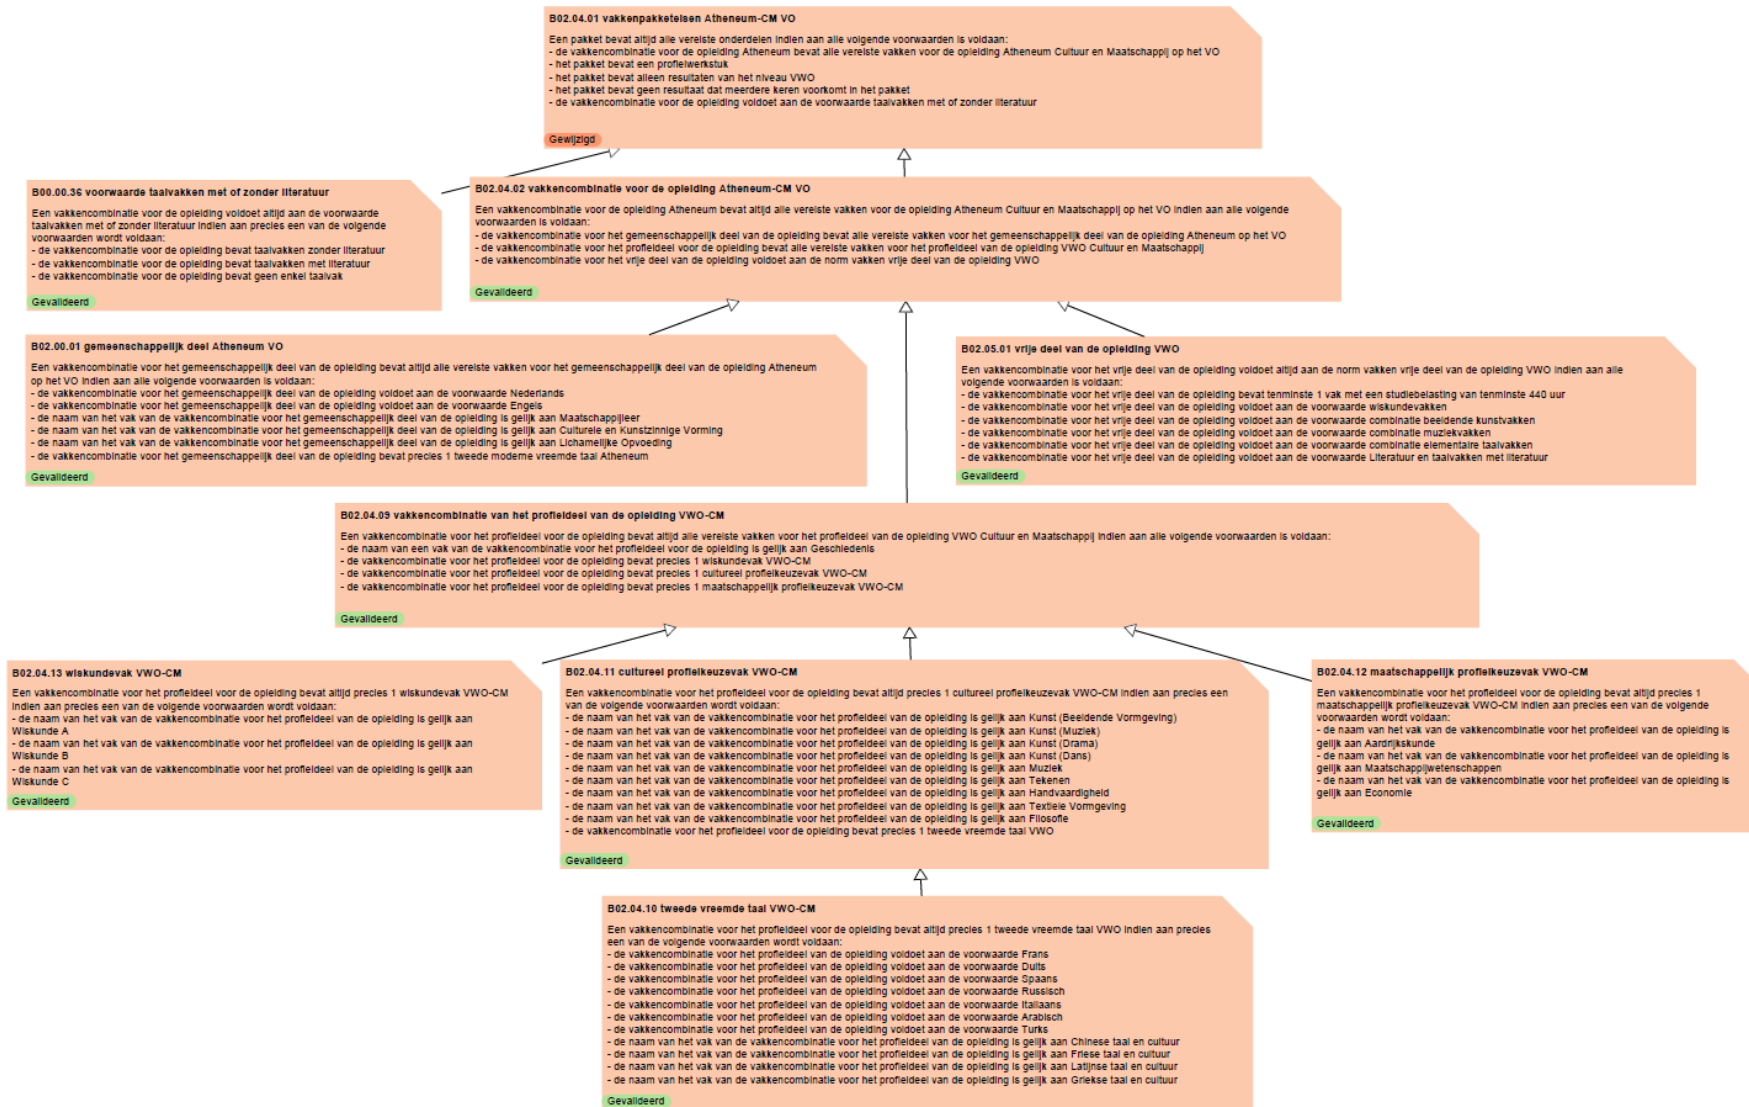 B02.04.01 vakkenpakketeisen Atheneum-CM VO
Een pakket bevat altijd alle vereiste onderdelen indien aan alle volgende voorwaarden is voldaan:
- de vakkencombinatie voor de opleiding Atheneum bevat alle vereiste vakken voor de opleiding Atheneum Cultuur en Maatschappij op het VO
- het pakket bevat een profielwerkstuk
- het pakket bevat alleen resultaten van het niveau VWO
- het pakket bevat geen resultaat dat meerdere keren voorkomt in het pakket
- de vakkencombinatie voor de opleiding voldoet aan de voorwaarde taalvakken met of zonder literatuur
Gewijzigd
B00.00.36 voorwaarde taalvakken met of zonder literatuur
Een vakkencombinatie voor de opleiding voldoet altijd aan de voorwaarde
taalvakken met of zonder literatuur indien aan precies een van de volgende
voorwaarden wordt voldaan:
- de vakkencombinatie voor de opleiding bevat taalvakken zonder literatuur
- de vakkencombinatie voor de opleiding bevat taalvakken met literatuur
- de vakkencombinatie voor de opleiding bevat geen enkel taalvak
Gevalideerd
B02.04.02 vakkencombinatie voor de opleiding Atheneum-CM VO
Een vakkencombinatie voor de opleiding Atheneum bevat altijd alle vereiste vakken voor de opleiding Atheneum Cultuur en Maatschappij op het VO indien aan alle volgende
voorwaarden is voldaan:
- de vakkencombinatie voor het gemeenschappelijk deel van de opleiding bevat alle vereiste vakken voor het gemeenschappelijk deel van de opleiding Atheneum op het VO
- de vakkencombinatie voor het profieldeel voor de opleiding bevat alle vereiste vakken voor het profieldeel van de opleiding VWO Cultuur en Maatschappij
- de vakkencombinatie voor het vrije deel van de opleiding voldoet aan de norm vakken vrije deel van de opleiding VWO
Gevalideerd
B02.00.01 gemeenschappelijk deel Atheneum VO
Een vakkencombinatie voor het gemeenschappelijk deel van de opleiding bevat altijd alle vereiste vakken voor het gemeenschappelijk deel van de opleiding Atheneum
op het VO indien aan alle volgende voorwaarden is voldaan:
- de vakkencombinatie voor het gemeenschappelijk deel van de opleiding voldoet aan de voorwaarde Nederlands
- de vakkencombinatie voor het gemeenschappelijk deel van de opleiding voldoet aan de voorwaarde Engels
- de naam van het vak van de vakkencombinatie voor het gemeenschappelijk deel van de opleiding is gelijk aan Maatschappijleer
- de naam van het vak van de vakkencombinatie voor het gemeenschappelijk deel van de opleiding is gelijk aan Culturele en Kunstzinnige Vorming
- de naam van het vak van de vakkencombinatie voor het gemeenschappelijk deel van de opleiding is gelijk aan Lichamelijke Opvoeding
- de vakkencombinatie voor het gemeenschappelijk deel van de opleiding bevat precies 1 tweede moderne vreemde taal Atheneum
Gevalideerd
B02.05.01 vrije deel van de opleiding VWO
Een vakkencombinatie voor het vrije deel van de opleiding voldoet altijd aan de norm vakken vrije deel van de opleiding VWO indien aan alle
volgende voorwaarden is voldaan:
- de vakkencombinatie voor het vrije deel van de opleiding bevat tenminste 1 vak met een studiebelasting van tenminste 440 uur
- de vakkencombinatie voor het vrije deel van de opleiding voldoet aan de voorwaarde wiskundevakken
- de vakkencombinatie voor het vrije deel van de opleiding voldoet aan de voorwaarde combinatie beeldende kunstvakken
- de vakkencombinatie voor het vrije deel van de opleiding voldoet aan de voorwaarde combinatie muziekvakken
- de vakkencombinatie voor het vrije deel van de opleiding voldoet aan de voorwaarde combinatie elementaire taalvakken
- de vakkencombinatie voor het vrije deel van de opleiding voldoet aan de voorwaarde Literatuur en taalvakken met literatuur
Gevalideerd
B02.04.09 vakkencombinatie van het profieldeel van de opleiding VWO-CM
Een vakkencombinatie voor het profieldeel voor de opleiding bevat altijd alle vereiste vakken voor het profieldeel van de opleiding VWO Cultuur en Maatschappij indien aan alle volgende voorwaarden is voldaan:
- de naam van een vak van de vakkencombinatie voor het profieldeel voor de opleiding is gelijk aan Geschiedenis
- de vakkencombinatie voor het profieldeel voor de opleiding bevat precies 1 wiskundevak VWO-CM
- de vakkencombinatie voor het profieldeel voor de opleiding bevat precies 1 cultureel profielkeuzevak VWO-CM
- de vakkencombinatie voor het profieldeel voor de opleiding bevat precies 1 maatschappelijk profielkeuzevak VWO-CM
Gevalideerd
B02.04.13 wiskundevak VWO-CM
Een vakkencombinatie voor het profieldeel voor de opleiding bevat altijd precies 1 wiskundevak VWO-CM
indien aan precies een van de volgende voorwaarden wordt voldaan:
- de naam van het vak van de vakkencombinatie voor het profieldeel van de opleiding is gelijk aan
Wiskunde A
- de naam van het vak van de vakkencombinatie voor het profieldeel van de opleiding is gelijk aan
Wiskunde B
- de naam van het vak van de vakkencombinatie voor het profieldeel van de opleiding is gelijk aan
Wiskunde C
Gevalideerd
B02.04.11 cultureel profielkeuzevak VWO-CM
Een vakkencombinatie voor het profieldeel voor de opleiding bevat altijd precies 1 cultureel profielkeuzevak VWO-CM indien aan precies een
van de volgende voorwaarden wordt voldaan:
- de naam van het vak van de vakkencombinatie voor het profieldeel van de opleiding is gelijk aan Kunst (Beeldende Vormgeving)
- de naam van het vak van de vakkencombinatie voor het profieldeel van de opleiding is gelijk aan Kunst (Muziek)
- de naam van het vak van de vakkencombinatie voor het profieldeel van de opleiding is gelijk aan Kunst (Drama)
- de naam van het vak van de vakkencombinatie voor het profieldeel van de opleiding is gelijk aan Kunst (Dans)
- de naam van het vak van de vakkencombinatie voor het profieldeel van de opleiding is gelijk aan Muziek
- de naam van het vak van de vakkencombinatie voor het profieldeel van de opleiding is gelijk aan Tekenen
- de naam van het vak van de vakkencombinatie voor het profieldeel van de opleiding is gelijk aan Handvaardigheid
- de naam van het vak van de vakkencombinatie voor het profieldeel van de opleiding is gelijk aan Textiele Vormgeving
- de naam van het vak van de vakkencombinatie voor het profieldeel van de opleiding is gelijk aan Filosofie
- de vakkencombinatie voor het profieldeel voor de opleiding bevat precies 1 tweede vreemde taal VWO
Gevalideerd
B02.04.12 maatschappelijk profielkeuzevak VWO-CM
Een vakkencombinatie voor het profieldeel voor de opleiding bevat altijd precies 1
maatschappelijk profielkeuzevak VWO-CM indien aan precies een van de volgende
voorwaarden wordt voldaan:
- de naam van het vak van de vakkencombinatie voor het profieldeel van de opleiding is
gelijk aan Aardrijkskunde
- de naam van het vak van de vakkencombinatie voor het profieldeel van de opleiding is
gelijk aan Maatschappijwetenschappen
- de naam van het vak van de vakkencombinatie voor het profieldeel van de opleiding is
gelijk aan Economie
Gevalideerd
B02.04.10 tweede vreemde taal VWO-CM
Een vakkencombinatie voor het profieldeel voor de opleiding bevat altijd precies 1 tweede vreemde taal VWO indien aan precies
een van de volgende voorwaarden wordt voldaan:
- de vakkencombinatie voor het profieldeel van de opleiding voldoet aan de voorwaarde Frans
- de vakkencombinatie voor het profieldeel van de opleiding voldoet aan de voorwaarde Duits
- de vakkencombinatie voor het profieldeel van de opleiding voldoet aan de voorwaarde Spaans
- de vakkencombinatie voor het profieldeel van de opleiding voldoet aan de voorwaarde Russisch
- de vakkencombinatie voor het profieldeel van de opleiding voldoet aan de voorwaarde Italiaans
- de vakkencombinatie voor het profieldeel van de opleiding voldoet aan de voorwaarde Arabisch
- de vakkencombinatie voor het profieldeel van de opleiding voldoet aan de voorwaarde Turks
- de naam van het vak van de vakkencombinatie voor het profieldeel van de opleiding is gelijk aan Chinese taal en cultuur
- de naam van het vak van de vakkencombinatie voor het profieldeel van de opleiding is gelijk aan Friese taal en cultuur
- de naam van het vak van de vakkencombinatie voor het profieldeel van de opleiding is gelijk aan Latijnse taal en cultuur
- de naam van het vak van de vakkencombinatie voor het profieldeel van de opleiding is gelijk aan Griekse taal en cultuur
Gevalideerd